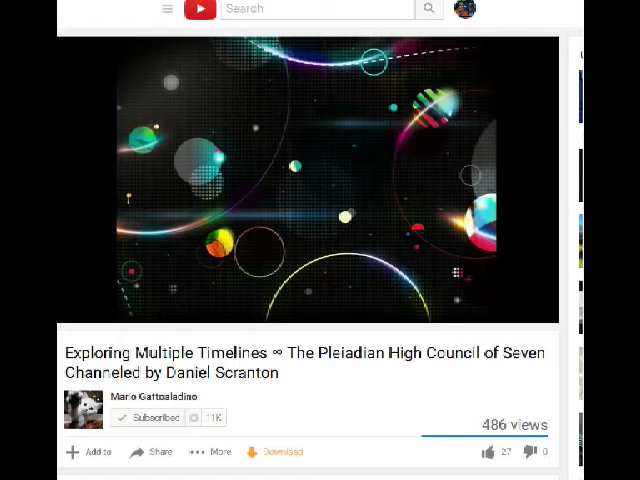 Search
Exploring Multiple Timelines ∞ The Pleiadian High Council of Seven
Channeled by Daniel Scranton
Mario Gattoaladino
Subscribed 11K
486 views
Add to Share More Download 27 0